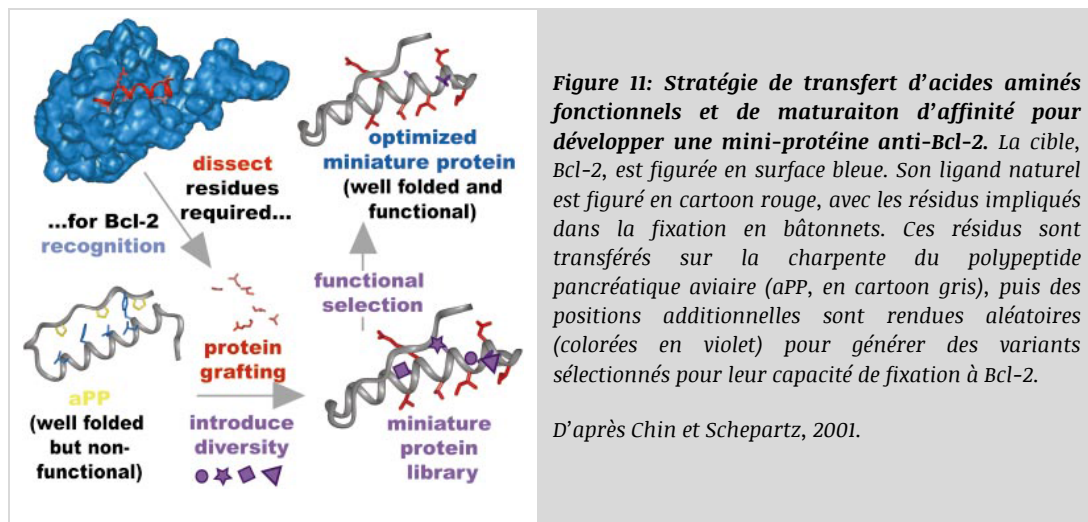 dissect
residues
required...
...for Bcl-2
recognition
optimized
miniature protein
(well folded and
functional)
functional
selection
protein
grafting
aPP
(well folded
but non-
functional)
introduce
diversity
miniature
protein
library
Figure 11: Stratégie de transfert d'acides aminés
fonctionnels et de maturaiton d'affinité pour
développer une mini-protéine anti-Bcl-2. La cible,
Bcl-2, est figurée en surface bleue. Son ligand naturel
est figuré en cartoon rouge, avec les résidus impliqués
dans la fixation en bâtonnets. Ces résidus sont
transférés sur la charpente du polypeptide
pancréatique aviaire (aPP, en cartoon gris), puis des
positions additionnelles sont rendues aléatoires
(colorées en violet) pour générer des variants
sélectionnés pour leur capacité de fixation à Bcl-2.
D'après Chin et Schepartz, 2001.